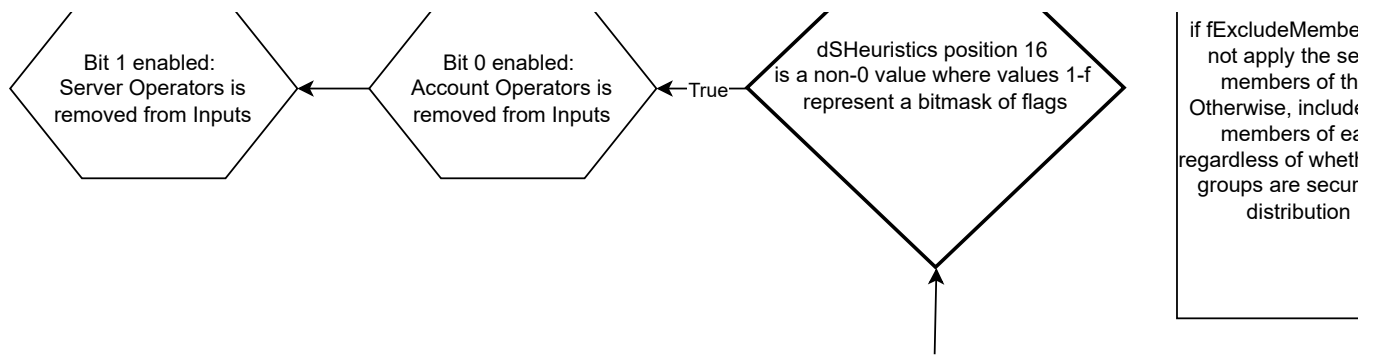 Bit 1 enabled:
Server Operators is
removed from Inputs
Bit 0 enabled:
Account Operators is
removed from Inputs
True
dSHeuristics position 16
is a non-0 value where values 1-f
represent a bitmask of flags
if fExcludeMembe
not apply the se
members of th
Otherwise, include
members of ea
regardless of wheth
groups are secur
distribution